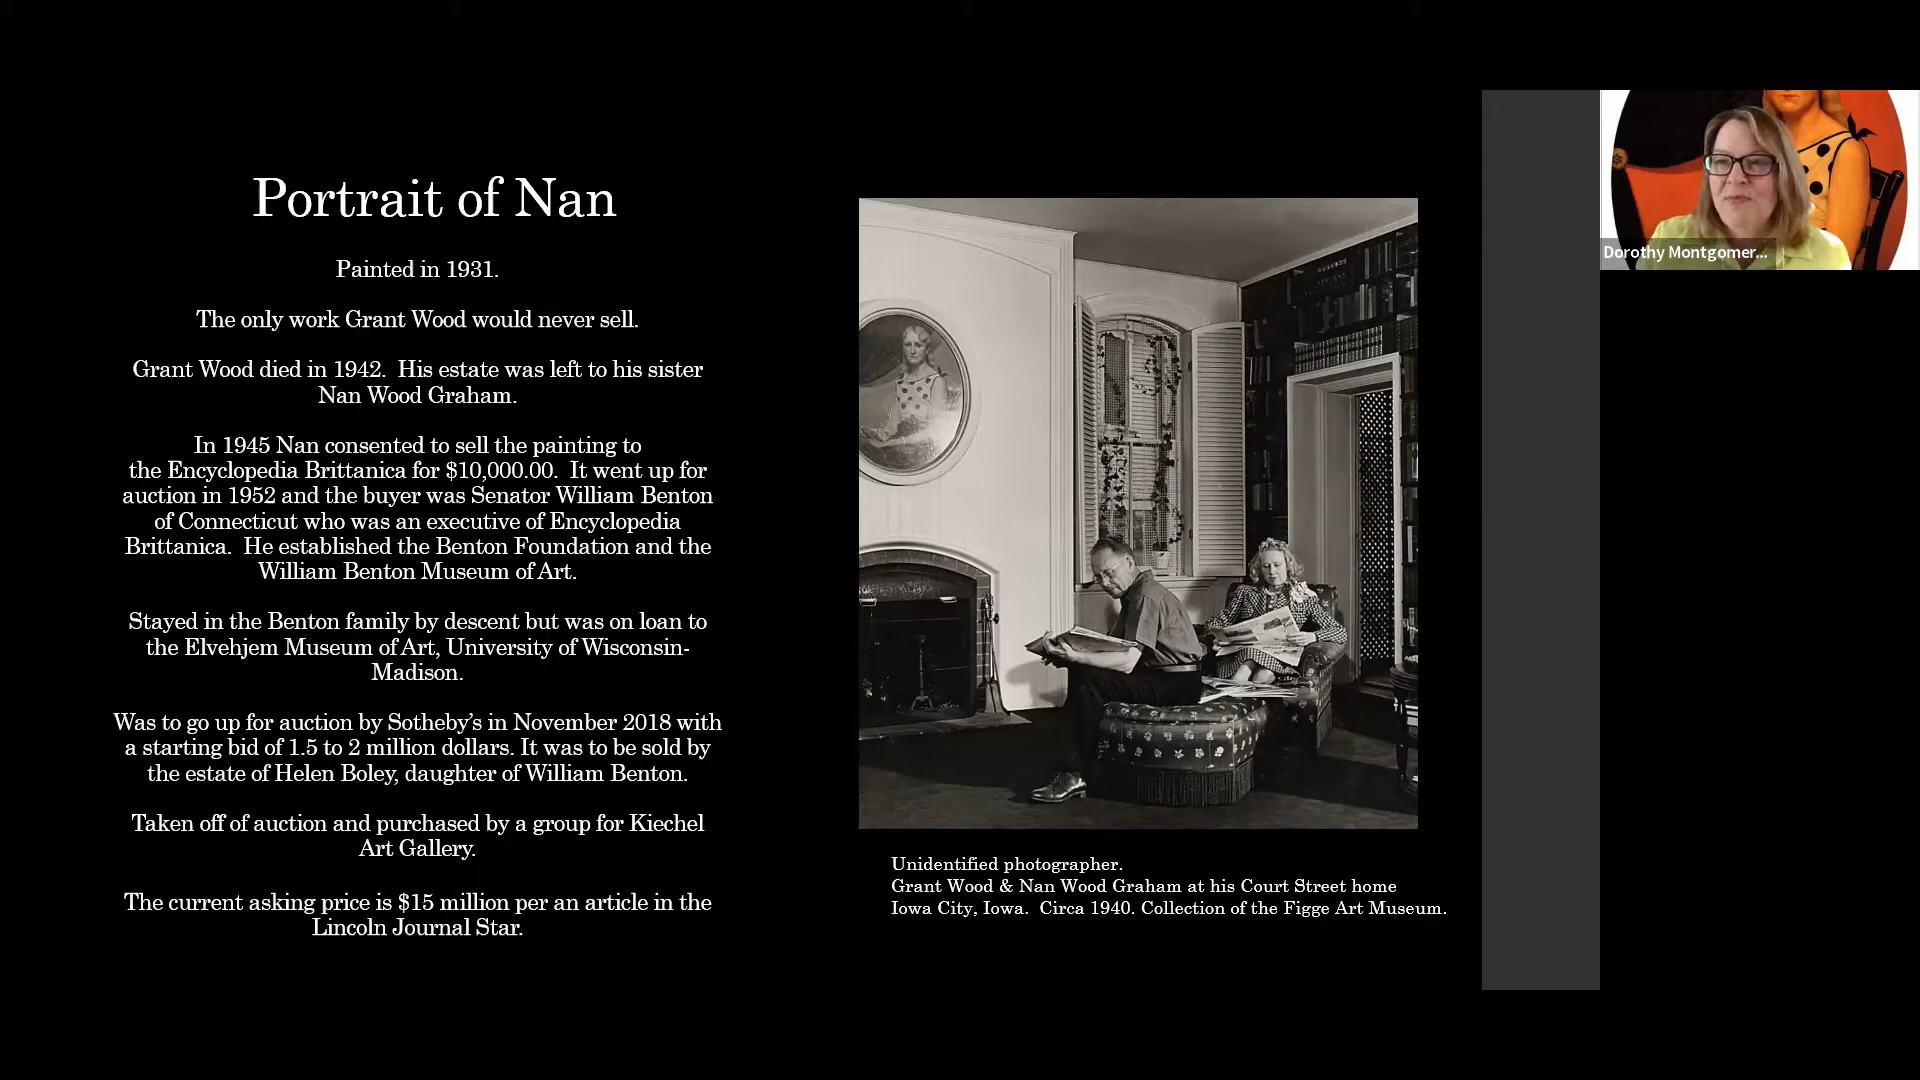 Portrait of Nan
Painted in 1931.
The only work Grant Wood would never sell.
Grant Wood died in 1942.  His estate was left to his sister
Nan Wood Graham.
In 1945 Nan consented to sell the painting to
the Encyclopedia Brittanica for $10,000.00.  It went up for
auction in 1952 and the buyer was Senator William Benton
of Connecticut who was an executive of Encyclopedia
Brittanica.  He established the Benton Foundation and the
William Benton Museum of Art.
Stayed in the Benton family by descent but was on loan to
the Elvehjem Museum of Art, University of Wisconsin-
Madison.
Was to go up for auction by Sotheby’s in November 2018 with
a starting bid of 1.5 to 2 million dollars. It was to be sold by
the estate of Helen Boley, daughter of William Benton.
Taken off of auction and purchased by a group for Kiechel
Art Gallery.
The current asking price is $15 million per an article in the
Lincoln Journal Star.
Unidentified photographer.
Grant Wood & Nan Wood Graham at his Court Street home
Iowa City, Iowa.  Circa 1940. Collection of the Figge Art Museum.
Dorothy Montgomer...